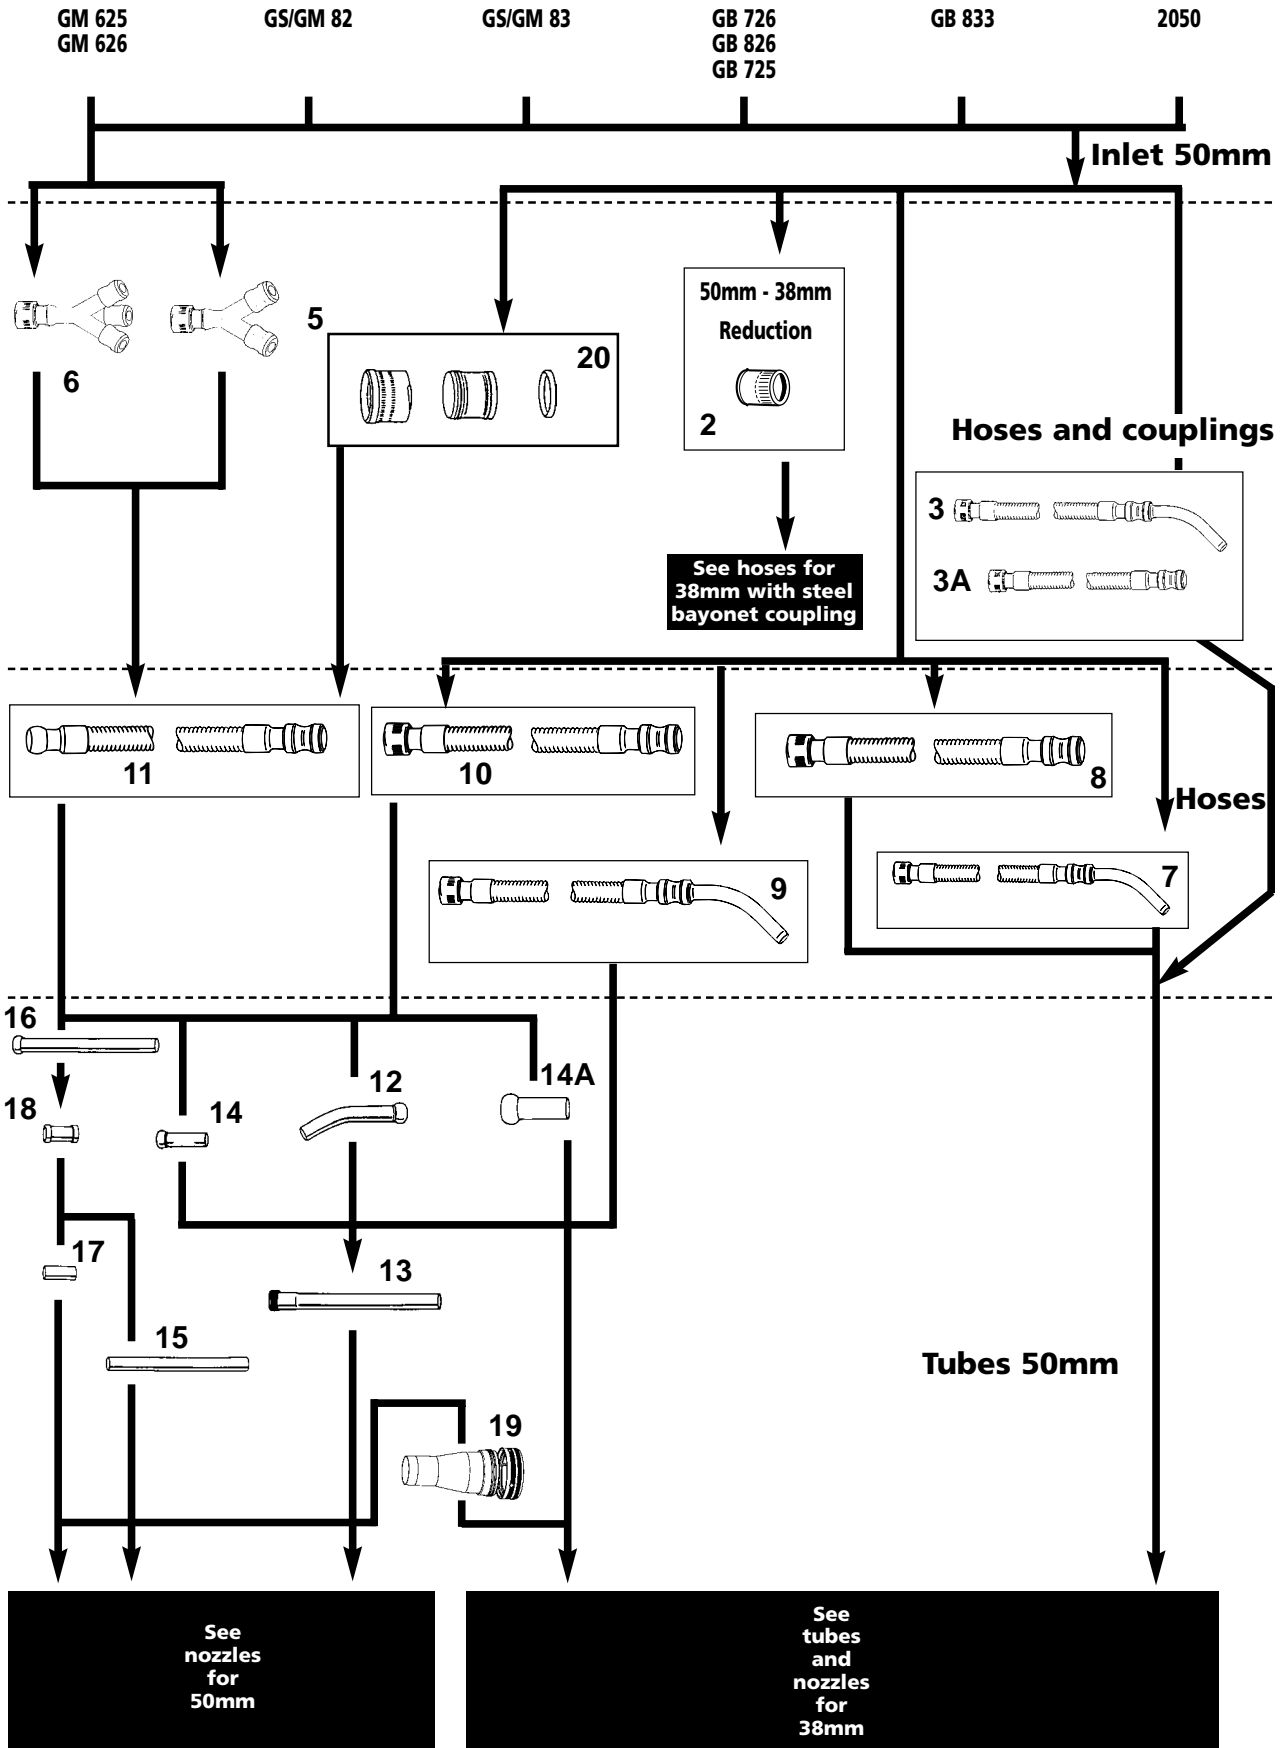 GM 625
GM 626
GS/GM 82
GS/GM 83
GB 726
GB 826
GB 725
GB 833
2050
Inlet 50mm
5
6
20
50mm - 38mm
Reduction
2
Hoses and couplings
3
3A
See hoses for
38mm with steel
bayonet coupling
11
10
8
Hoses
9
7
16
18
14
12
14A
17
13
15
Tubes 50mm
19
See
nozzles
for
50mm
See
tubes
and
nozzles
for
38mm